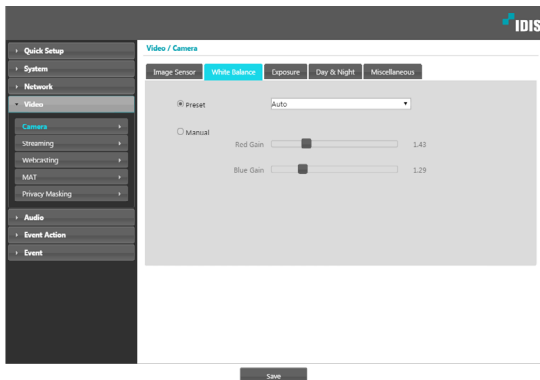 IDIS
Quick Setup
System
Network
Video
Camera
Streaming
Webcasting
MAT
Privacy Masking
Audio
Event Action
Event
Video / Camera
Image Sensor White Balance Exposure Day & Night Miscellaneous
Preset Auto
Manual
Red Gain 1.43
Blue Gain 1.29
Save